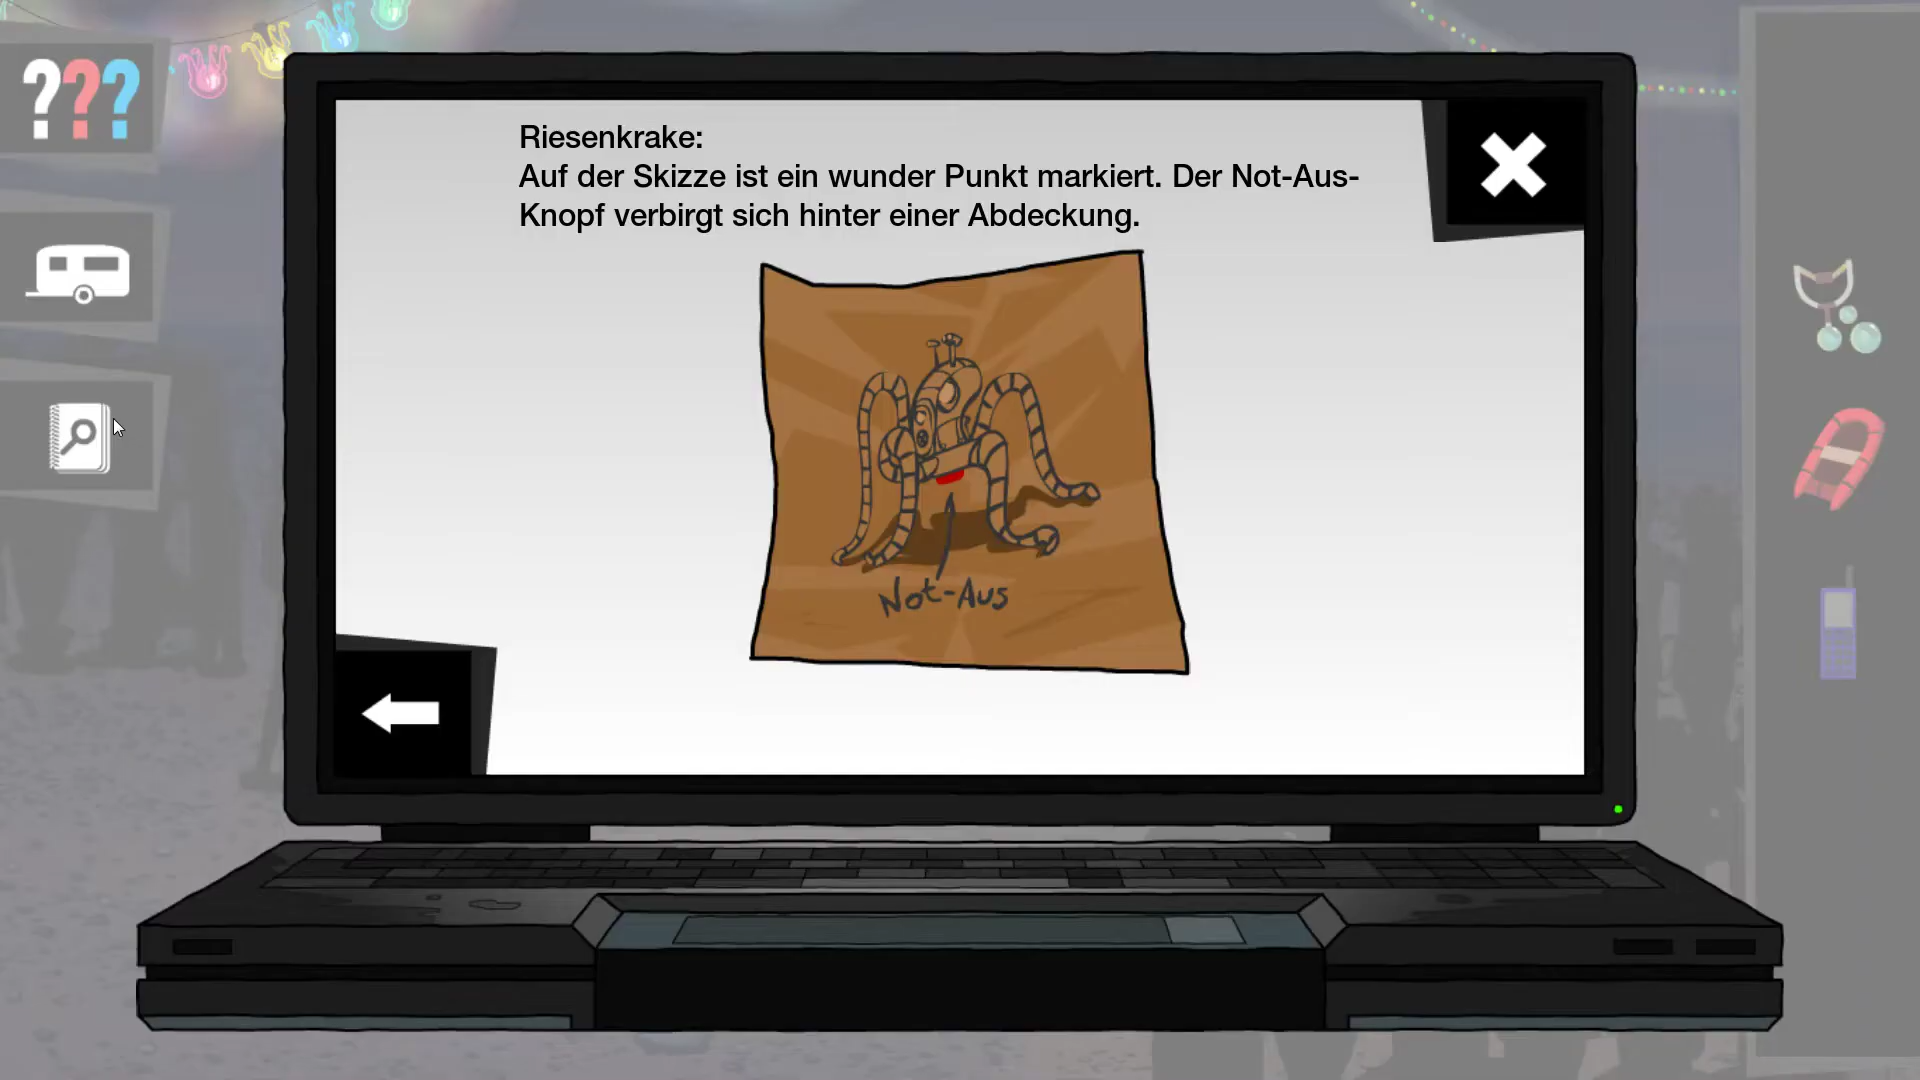 ???
Riesenkrake:
Auf der Skizze ist ein wunder Punkt markiert. Der Not-Aus-
Knopf verbirgt sich hinter einer Abdeckung.
Not-Aus